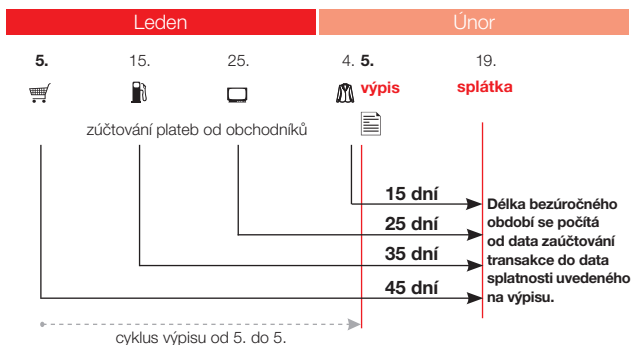 Leden Únor
5. 15. 25. 4. 5. 19.
výpis splátka
zúčtování plateb od obchodníků
15 dní
25 dní
35 dní
45 dní
Délka bezúročného
období se počítá
od data zaúčtování
transakce do data
splatnosti uvedeného
na výpisu.
cyklus výpisu od 5. do 5.